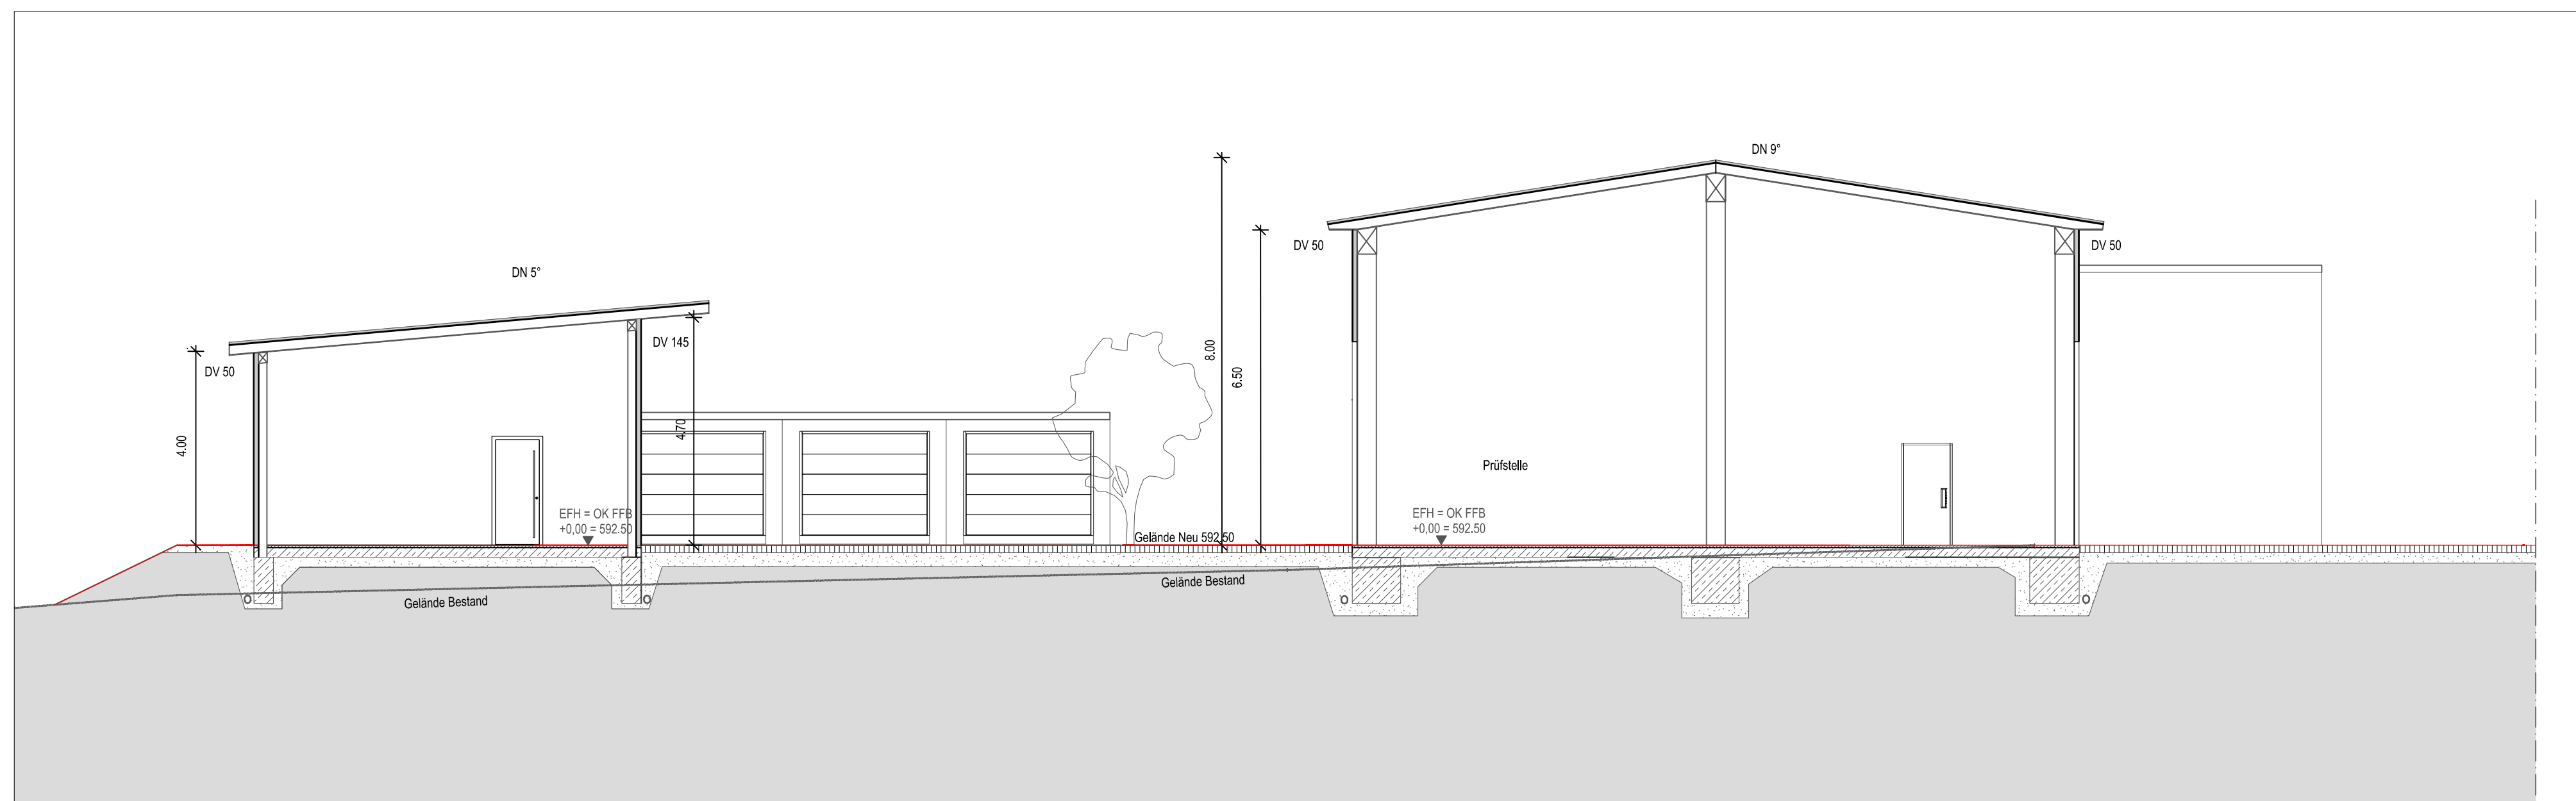 DN 9°
DV 50
DV 50
DN 5°
DV 145
8.00
6.50
DV 50
4.00
4.70
Prüfstelle
EFH = OK FFB
+0,00 = 592.50
EFH = OK FFB
+0,00 = 592.50
Gelände Neu 592.50
Gelände Bestand
Gelände Bestand